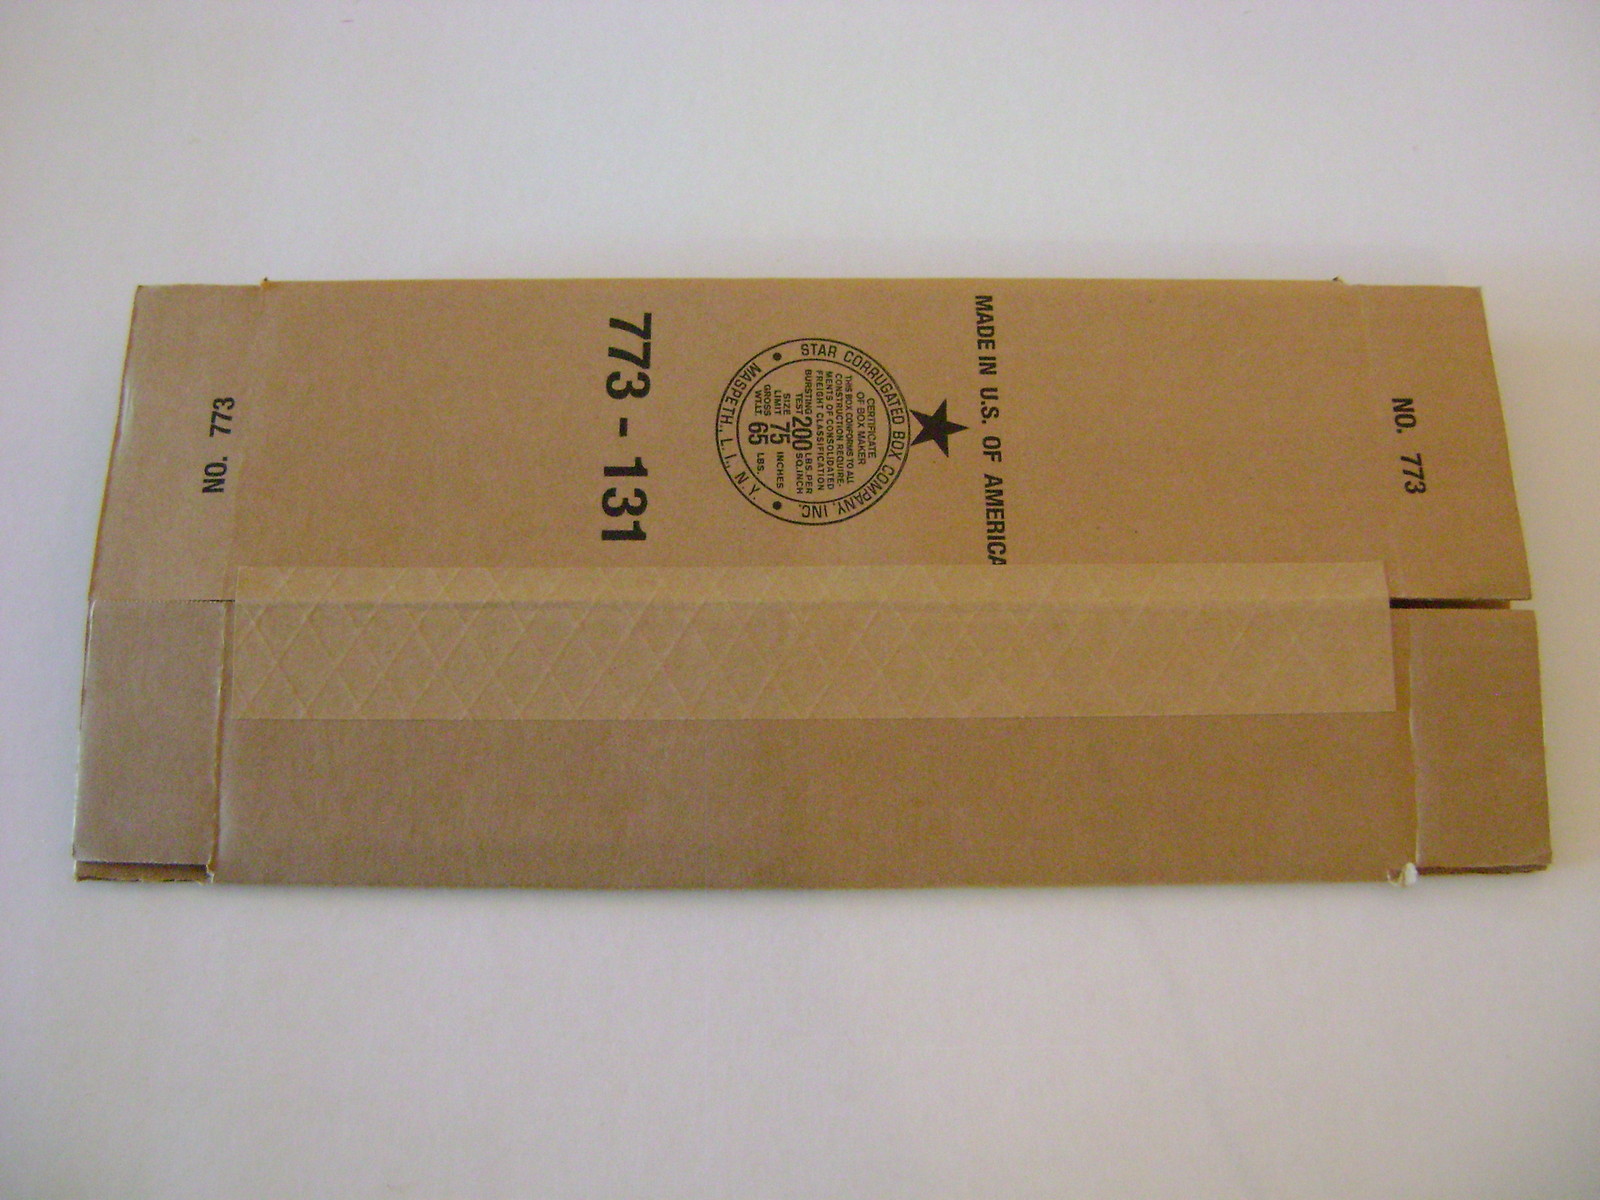 NO. 773
773 - 131
STAR CORRUGATED BOX COMPANY, INC.
MASPETH, L. I., N. Y.
CERTIFICATE
OF BOX MAKER
THIS BOX CONFORMS TO ALL
CONSTRUCTION REQUIRE-
MENTS OF CONSOLIDATED
FREIGHT CLASSIFICATION
BURSTING TEST 200 LBS. PER SQ. INCH
SIZE LIMIT 75 INCHES
GROSS WT. LT. 65 LBS.
MADE IN U.S. OF AMERICA
NO. 773